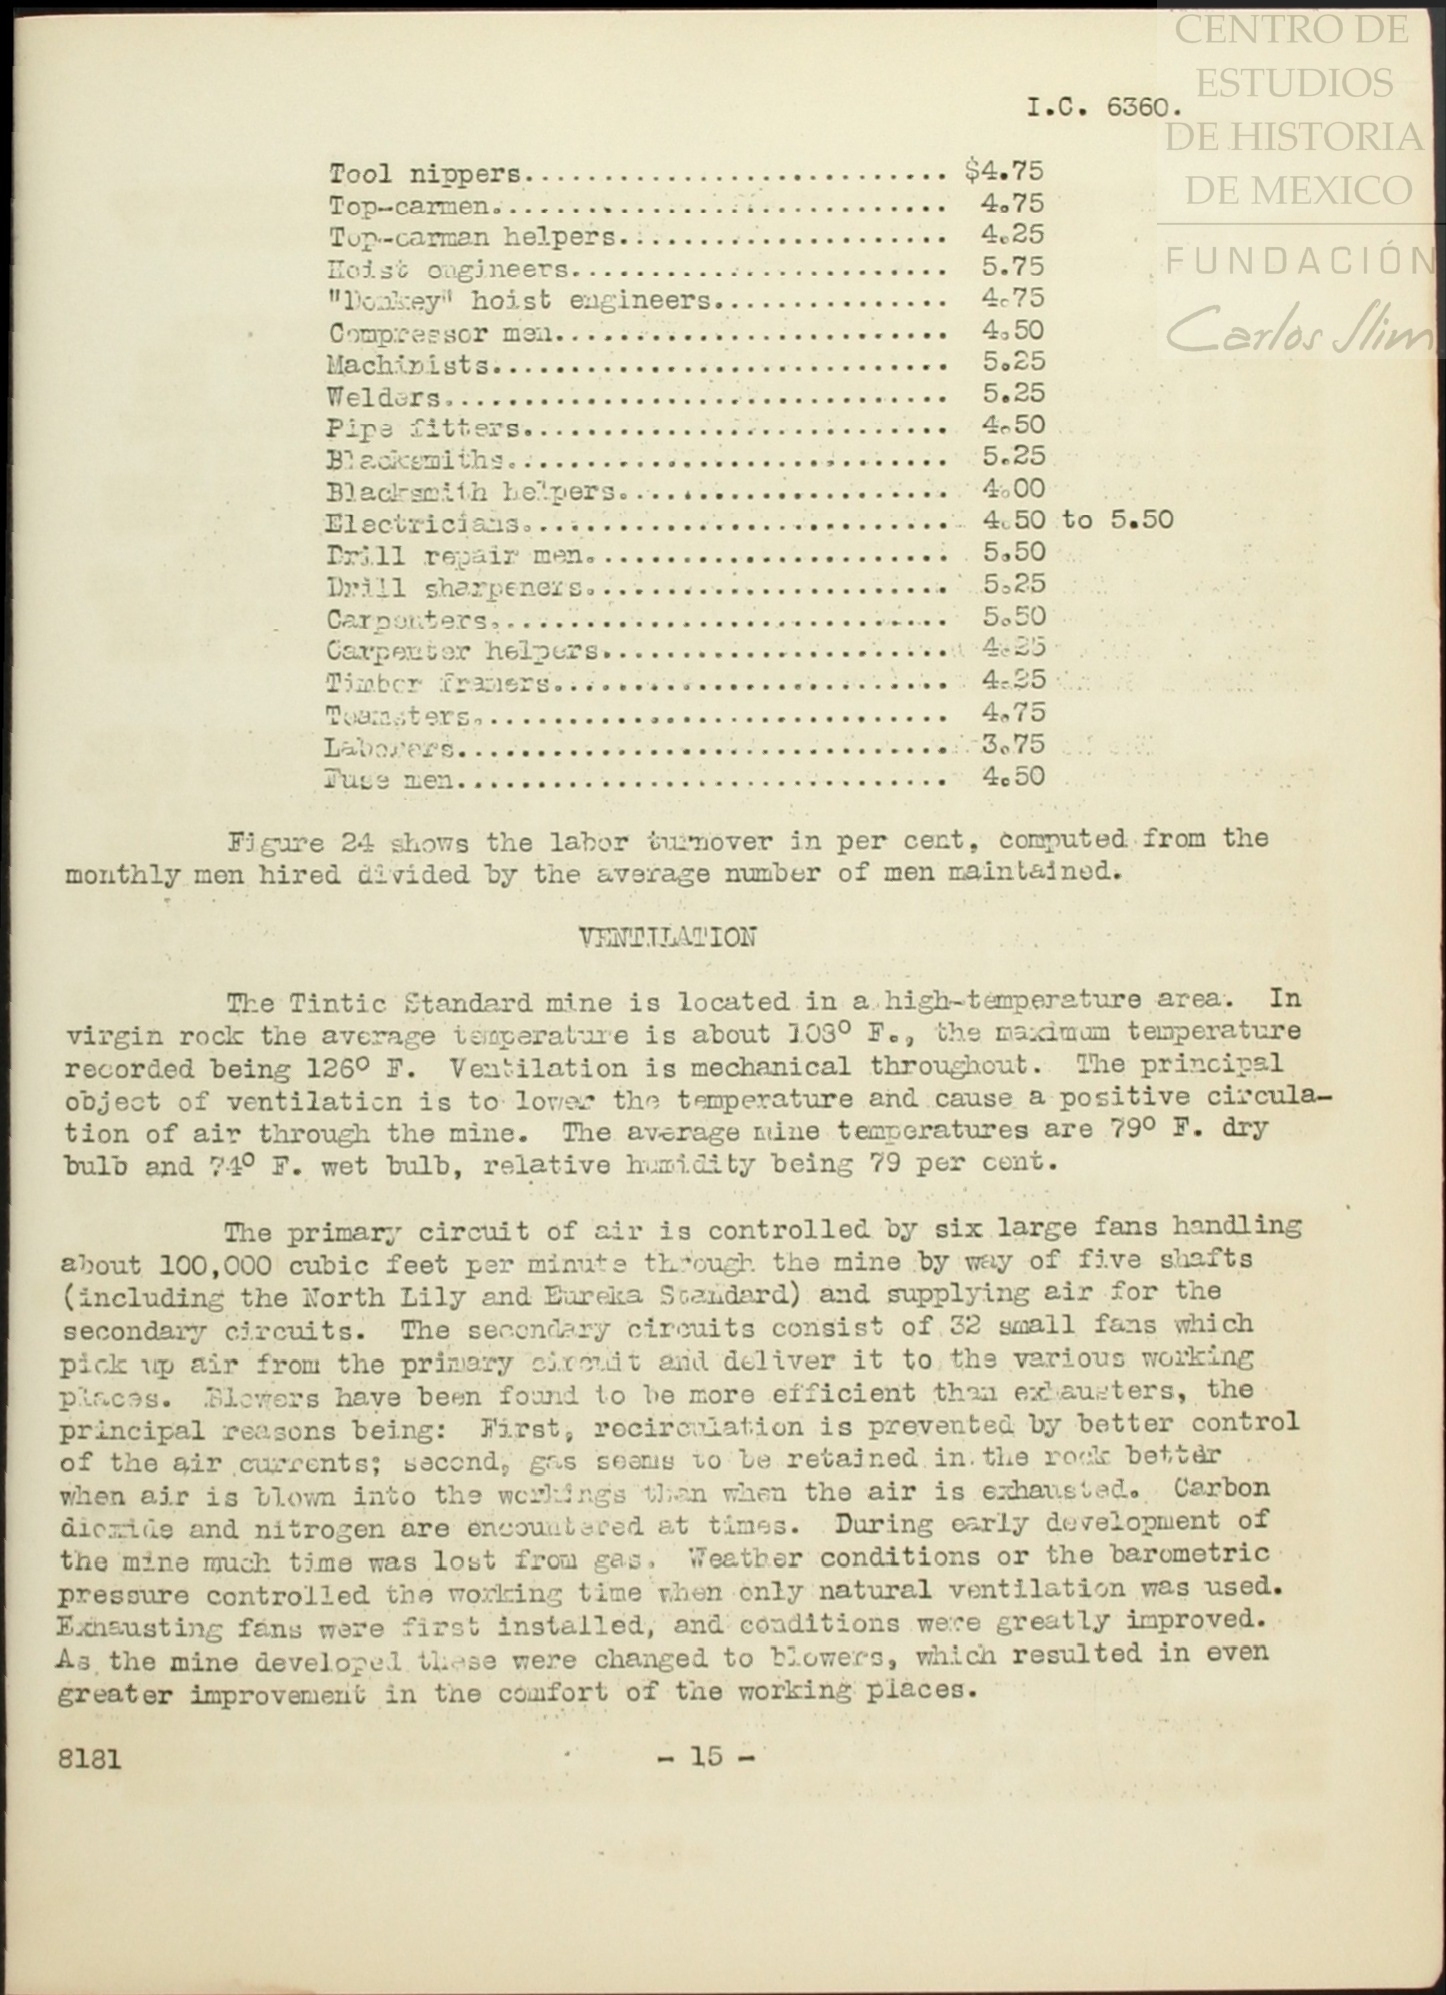 CENTRO DE
ESTUDIOS
DE HISTORIA
DE MEXICO
FUNDACIÓN
Carlos Slim
I.C. 6360.
Tool nippers........................... $4.75
Top-carmen............................. 4.75
Top-carman helpers..................... 4.25
Hoist engineers........................ 5.75
"Donkey" hoist engineers............... 4.75
Compressor men......................... 4.50
Machinists............................. 5.25
Welders................................ 5.25
Pipe fitters........................... 4.50
Blacksmiths............................ 5.25
Blacksmith helpers..................... 4.00
Electricians........................... 4.50 to 5.50
Drill repair men....................... 5.50
Drill sharpeners....................... 5.25
Carpenters............................. 5.50
Carpenter helpers...................... 4.25
Timber framers......................... 4.25
Teamsters.............................. 4.75
Laborers............................... 3.75
Fuse men............................... 4.50
Figure 24 shows the labor turnover in per cent, computed from the
monthly men hired divided by the average number of men maintained.
VENTILATION
The Tintic Standard mine is located in a high-temperature area. In
virgin rock the average temperature is about 108° F., the maximum temperature
recorded being 126° F. Ventilation is mechanical throughout. The principal
object of ventilation is to lower the temperature and cause a positive circula-
tion of air through the mine. The average mine temperatures are 79° F. dry
bulb and 74° F. wet bulb, relative humidity being 79 per cent.
The primary circuit of air is controlled by six large fans handling
about 100,000 cubic feet per minute through the mine by way of five shafts
(including the North Lily and Eureka Standard) and supplying air for the
secondary circuits. The secondary circuits consist of 32 small fans which
pick up air from the primary circuit and deliver it to the various working
places. Blowers have been found to be more efficient than exhausters, the
principal reasons being: First, recirculation is prevented by better control
of the air currents; second, gas seems to be retained in the rock better
when air is blown into the workings than when the air is exhausted. Carbon
dioxide and nitrogen are encountered at times. During early development of
the mine much time was lost from gas. Weather conditions or the barometric
pressure controlled the working time when only natural ventilation was used.
Exhausting fans were first installed, and conditions were greatly improved.
As the mine developed these were changed to blowers, which resulted in even
greater improvement in the comfort of the working places.
8181
- 15 -